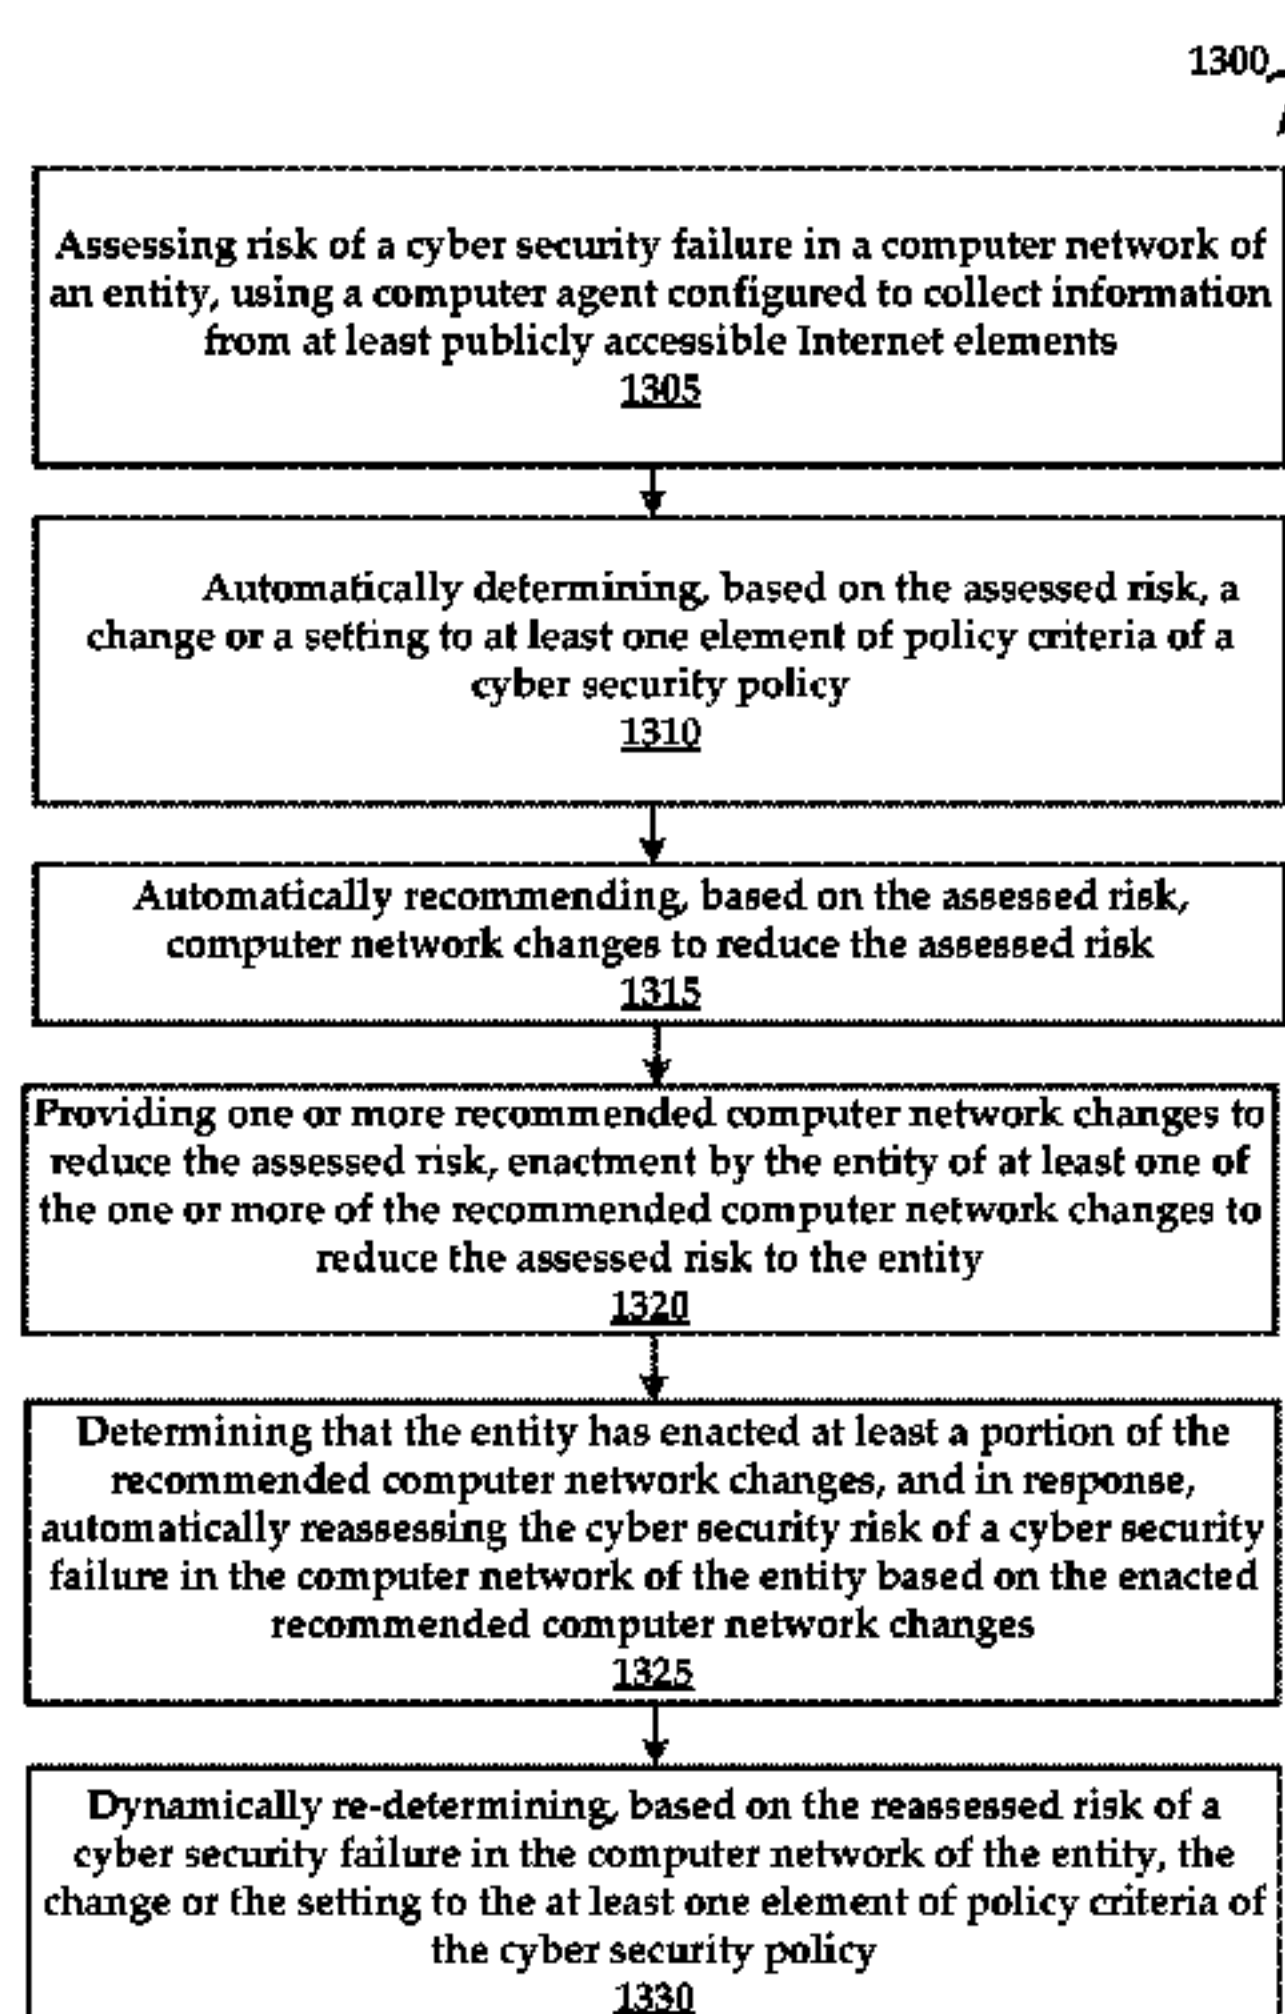 1300
Assessing risk of a cyber security failure in a computer network of
an entity, using a computer agent configured to collect information
from at least publicly accessible Internet elements
1305
Automatically determining, based on the assessed risk, a
change or a setting to at least one element of policy criteria of a
cyber security policy
1310
Automatically recommending, based on the assessed risk,
computer network changes to reduce the assessed risk
1315
Providing one or more recommended computer network changes to
reduce the assessed risk, enactment by the entity of at least one of
the one or more of the recommended computer network changes to
reduce the assessed risk to the entity
1320
Determining that the entity has enacted at least a portion of the
recommended computer network changes, and in response,
automatically reassessing the cyber security risk of a cyber security
failure in the computer network of the entity based on the enacted
recommended computer network changes
1325
Dynamically re-determining, based on the reassessed risk of a
cyber security failure in the computer network of the entity, the
change or the setting to the at least one element of policy criteria of
the cyber security policy
1330